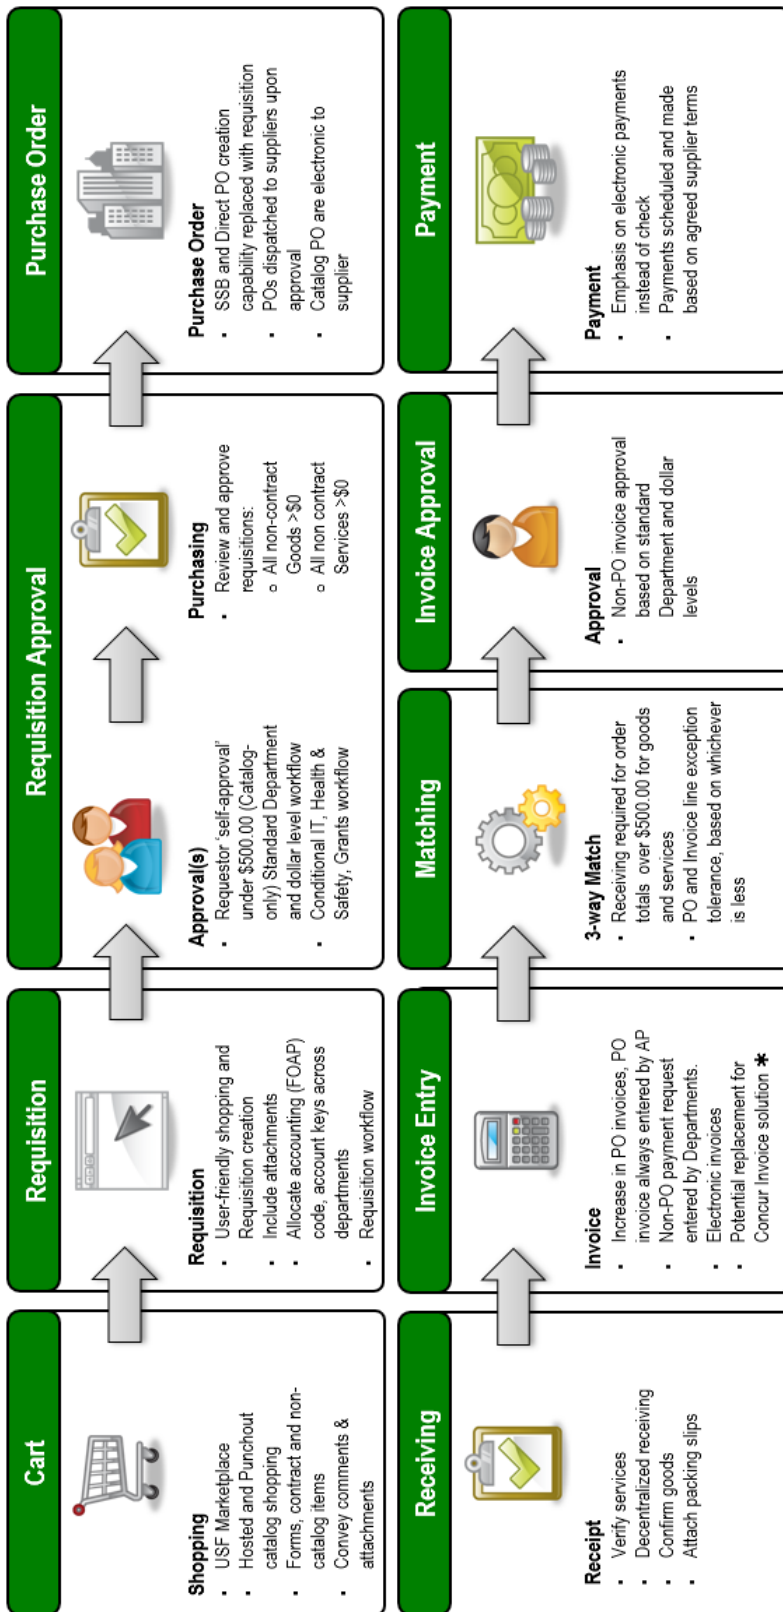 Cart
Shopping
▪ USF Marketplace
▪ Hosted and Punchout
catalog shopping
▪ Forms, contract and non-
catalog items
▪ Convey comments &
attachments
Requisition
Requisition
▪ User-friendly shopping and
Requisition creation
▪ Include attachments
▪ Allocate accounting (FOAP)
code, account keys across
departments
▪ Requisition workflow
Requisition Approval
Approval(s)
▪ Requestor ‘self-approval’
under $500.00 (Catalog-
only) Standard Department
and dollar level workflow
▪ Conditional IT, Health &
Safety, Grants workflow
Purchasing
▪ Review and approve
requisitions:
o All non-contract
Goods >$0
o All non contract
Services >$0
Purchase Order
Purchase Order
▪ SSB and Direct PO creation
capability replaced with requisition
▪ POs dispatched to suppliers upon
approval
▪ Catalog PO are electronic to
supplier
Receiving
Receipt
▪ Verify services
▪ Decentralized receiving
▪ Confirm goods
▪ Attach packing slips
Invoice Entry
Invoice
▪ Increase in PO invoices, PO
invoice always entered by AP
▪ Non-PO payment request
entered by Departments.
▪ Electronic invoices
▪ Potential replacement for
Concur Invoice solution *
Matching
3-way Match
▪ Receiving required for order
totals over $500.00 for goods
and services
▪ PO and Invoice line exception
tolerance, based on whichever
is less
Invoice Approval
Approval
▪ Non-PO invoice approval
based on standard
Department and dollar
levels
Payment
Payment
▪ Emphasis on electronic payments
instead of check
▪ Payments scheduled and made
based on agreed supplier terms